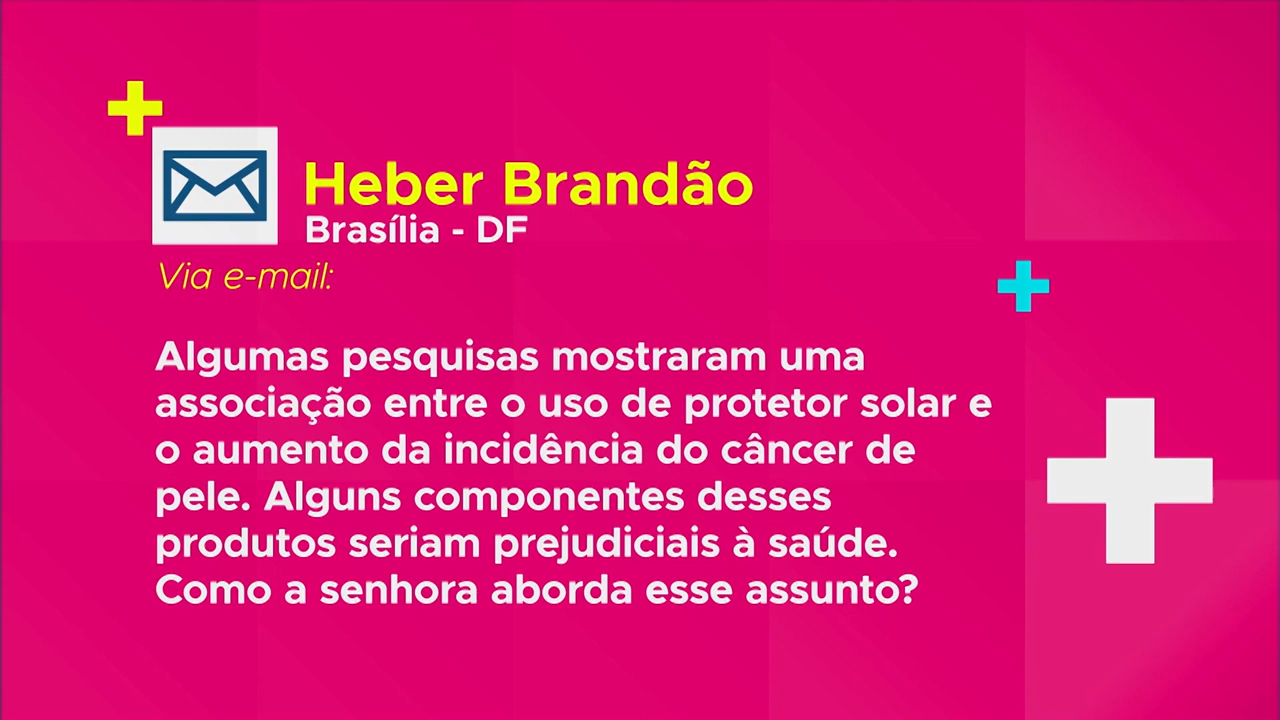 Heber Brandão
Brasília - DF
Via e-mail:
Algumas pesquisas mostraram uma
associação entre o uso de protetor solar e
o aumento da incidência do câncer de
pele. Alguns componentes desses
produtos seriam prejudiciais à saúde.
Como a senhora aborda esse assunto?